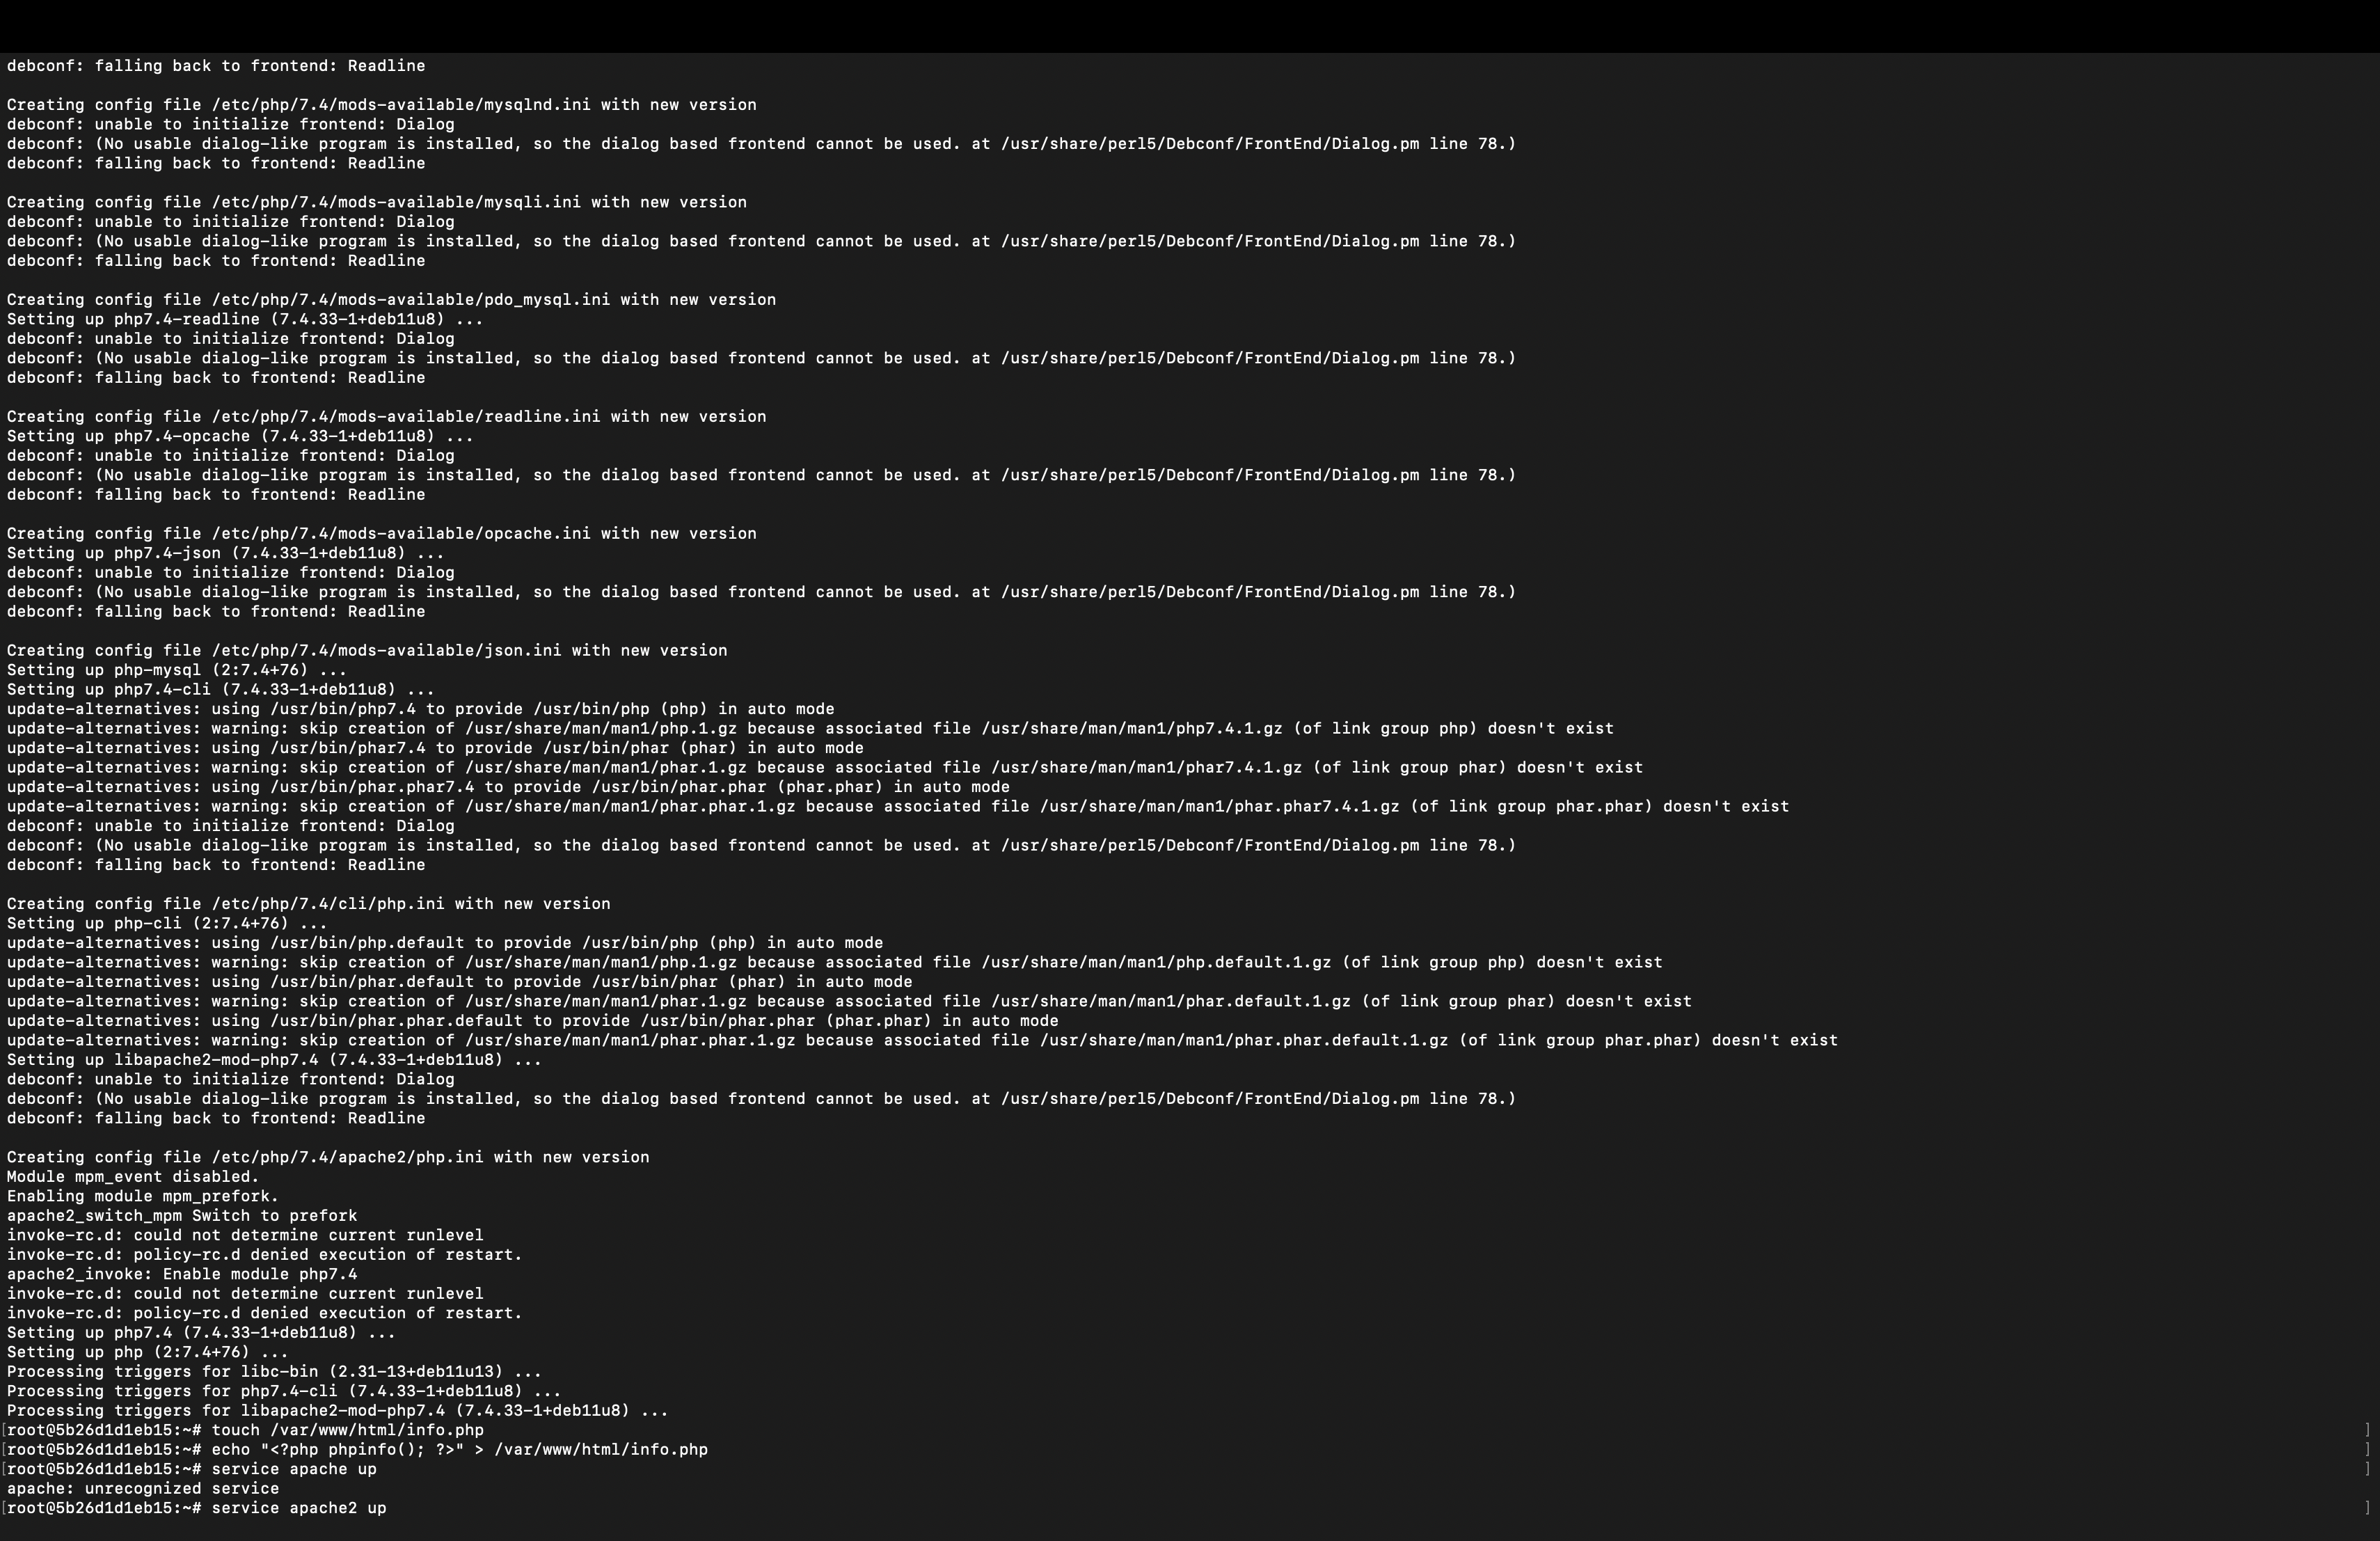 debconf: falling back to frontend: Readline

Creating config file /etc/php/7.4/mods-available/mysqlnd.ini with new version
debconf: unable to initialize frontend: Dialog
debconf: (No usable dialog-like program is installed, so the dialog based frontend cannot be used. at /usr/share/perl5/Debconf/FrontEnd/Dialog.pm line 78.)
debconf: falling back to frontend: Readline

Creating config file /etc/php/7.4/mods-available/mysqli.ini with new version
debconf: unable to initialize frontend: Dialog
debconf: (No usable dialog-like program is installed, so the dialog based frontend cannot be used. at /usr/share/perl5/Debconf/FrontEnd/Dialog.pm line 78.)
debconf: falling back to frontend: Readline

Creating config file /etc/php/7.4/mods-available/pdo_mysql.ini with new version
Setting up php7.4-readline (7.4.33-1+deb11u8) ...
debconf: unable to initialize frontend: Dialog
debconf: (No usable dialog-like program is installed, so the dialog based frontend cannot be used. at /usr/share/perl5/Debconf/FrontEnd/Dialog.pm line 78.)
debconf: falling back to frontend: Readline

Creating config file /etc/php/7.4/mods-available/readline.ini with new version
Setting up php7.4-opcache (7.4.33-1+deb11u8) ...
debconf: unable to initialize frontend: Dialog
debconf: (No usable dialog-like program is installed, so the dialog based frontend cannot be used. at /usr/share/perl5/Debconf/FrontEnd/Dialog.pm line 78.)
debconf: falling back to frontend: Readline

Creating config file /etc/php/7.4/mods-available/opcache.ini with new version
Setting up php7.4-json (7.4.33-1+deb11u8) ...
debconf: unable to initialize frontend: Dialog
debconf: (No usable dialog-like program is installed, so the dialog based frontend cannot be used. at /usr/share/perl5/Debconf/FrontEnd/Dialog.pm line 78.)
debconf: falling back to frontend: Readline

Creating config file /etc/php/7.4/mods-available/json.ini with new version
Setting up php-mysql (2:7.4+76) ...
Setting up php7.4-cli (7.4.33-1+deb11u8) ...
update-alternatives: using /usr/bin/php7.4 to provide /usr/bin/php (php) in auto mode
update-alternatives: warning: skip creation of /usr/share/man/man1/php.1.gz because associated file /usr/share/man/man1/php7.4.1.gz (of link group php) doesn't exist
update-alternatives: using /usr/bin/phar7.4 to provide /usr/bin/phar (phar) in auto mode
update-alternatives: warning: skip creation of /usr/share/man/man1/phar.1.gz because associated file /usr/share/man/man1/phar7.4.1.gz (of link group phar) doesn't exist
update-alternatives: using /usr/bin/phar.phar7.4 to provide /usr/bin/phar.phar (phar.phar) in auto mode
update-alternatives: warning: skip creation of /usr/share/man/man1/phar.phar.1.gz because associated file /usr/share/man/man1/phar.phar7.4.1.gz (of link group phar.phar) doesn't exist
debconf: unable to initialize frontend: Dialog
debconf: (No usable dialog-like program is installed, so the dialog based frontend cannot be used. at /usr/share/perl5/Debconf/FrontEnd/Dialog.pm line 78.)
debconf: falling back to frontend: Readline

Creating config file /etc/php/7.4/cli/php.ini with new version
Setting up php-cli (2:7.4+76) ...
update-alternatives: using /usr/bin/php.default to provide /usr/bin/php (php) in auto mode
update-alternatives: warning: skip creation of /usr/share/man/man1/php.1.gz because associated file /usr/share/man/man1/php.default.1.gz (of link group php) doesn't exist
update-alternatives: using /usr/bin/phar.default to provide /usr/bin/phar (phar) in auto mode
update-alternatives: warning: skip creation of /usr/share/man/man1/phar.1.gz because associated file /usr/share/man/man1/phar.default.1.gz (of link group phar) doesn't exist
update-alternatives: using /usr/bin/phar.phar.default to provide /usr/bin/phar.phar (phar.phar) in auto mode
update-alternatives: warning: skip creation of /usr/share/man/man1/phar.phar.1.gz because associated file /usr/share/man/man1/phar.phar.default.1.gz (of link group phar.phar) doesn't exist
Setting up libapache2-mod-php7.4 (7.4.33-1+deb11u8) ...
debconf: unable to initialize frontend: Dialog
debconf: (No usable dialog-like program is installed, so the dialog based frontend cannot be used. at /usr/share/perl5/Debconf/FrontEnd/Dialog.pm line 78.)
debconf: falling back to frontend: Readline

Creating config file /etc/php/7.4/apache2/php.ini with new version
Module mpm_event disabled.
Enabling module mpm_prefork.
apache2_switch_mpm Switch to prefork
invoke-rc.d: could not determine current runlevel
invoke-rc.d: policy-rc.d denied execution of restart.
apache2_invoke: Enable module php7.4
invoke-rc.d: could not determine current runlevel
invoke-rc.d: policy-rc.d denied execution of restart.
Setting up php7.4 (7.4.33-1+deb11u8) ...
Setting up php (2:7.4+76) ...
Processing triggers for libc-bin (2.31-13+deb11u13) ...
Processing triggers for php7.4-cli (7.4.33-1+deb11u8) ...
Processing triggers for libapache2-mod-php7.4 (7.4.33-1+deb11u8) ...
[root@5b26d1d1eb15:~# touch /var/www/html/info.php ]
[root@5b26d1d1eb15:~# echo "<?php phpinfo(); ?>" > /var/www/html/info.php ]
[root@5b26d1d1eb15:~# service apache up ]
apache: unrecognized service
[root@5b26d1d1eb15:~# service apache2 up ]